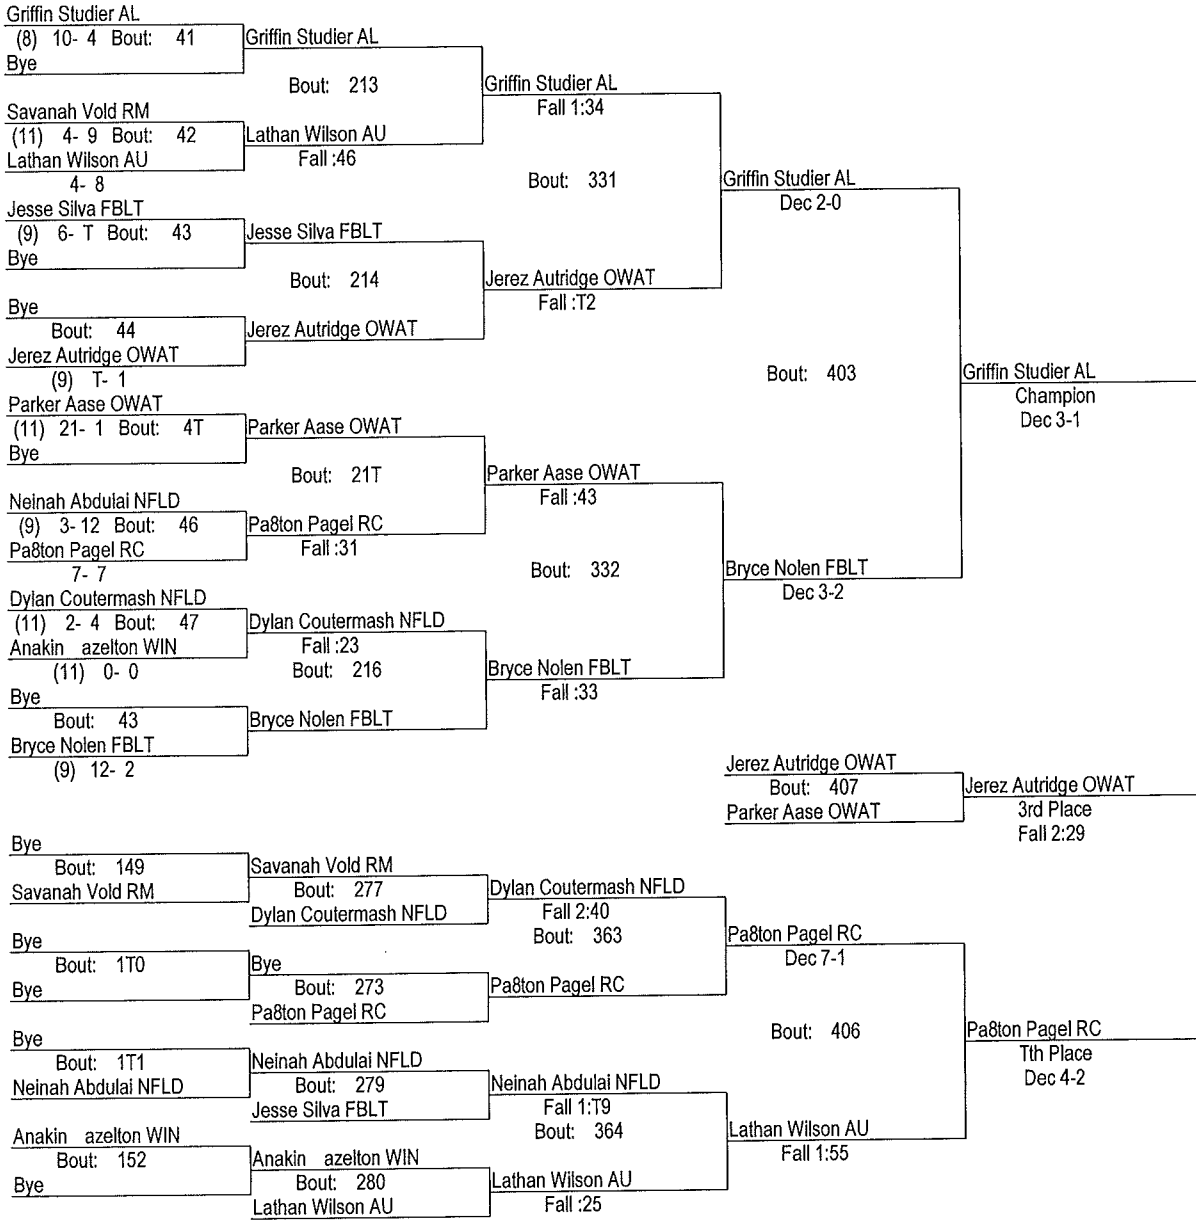 Griffin Studier AL
(8) 10- 4 Bout: 41
Bye
Griffin Studier AL
Bout: 213
Savanah Vold RM
(11) 4- 9 Bout: 42
Lathan Wilson AU
4- 8
Lathan Wilson AU
Fall :46
Griffin Studier AL
Fall 1:34
Bout: 331
Jesse Silva FBLT
(9) 6- T Bout: 43
Bye
Jesse Silva FBLT
Bout: 214
Bye
Bout: 44
Jerez Autridge OWAT
(9) T- 1
Jerez Autridge OWAT
Jerez Autridge OWAT
Fall :T2
Griffin Studier AL
Dec 2-0
Bout: 403
Parker Aase OWAT
(11) 21- 1 Bout: 4T
Bye
Parker Aase OWAT
Bout: 21T
Neinah Abdulai NFLD
(9) 3- 12 Bout: 46
Pa8ton Pagel RC
7- 7
Pa8ton Pagel RC
Fall :31
Parker Aase OWAT
Fall :43
Bout: 332
Dylan Coutermash NFLD
(11) 2- 4 Bout: 47
Anakin azelton WIN
(11) 0- 0
Dylan Coutermash NFLD
Fall :23
Bout: 216
Bye
Bout: 43
Bryce Nolen FBLT
(9) 12- 2
Bryce Nolen FBLT
Bryce Nolen FBLT
Fall :33
Bryce Nolen FBLT
Dec 3-2
Griffin Studier AL
Champion
Dec 3-1
Jerez Autridge OWAT
Bout: 407
Parker Aase OWAT
Jerez Autridge OWAT
3rd Place
Fall 2:29
Bye
Bout: 149
Savanah Vold RM
Savanah Vold RM
Bout: 277
Dylan Coutermash NFLD
Dylan Coutermash NFLD
Fall 2:40
Bout: 363
Bye
Bout: 1T0
Bye
Bye
Bout: 273
Pa8ton Pagel RC
Pa8ton Pagel RC
Pa8ton Pagel RC
Dec 7-1
Bout: 406
Bye
Bout: 1T1
Neinah Abdulai NFLD
Neinah Abdulai NFLD
Bout: 279
Jesse Silva FBLT
Neinah Abdulai NFLD
Fall 1:T9
Bout: 364
Anakin azelton WIN
Bout: 152
Bye
Anakin azelton WIN
Bout: 280
Lathan Wilson AU
Lathan Wilson AU
Fall :25
Lathan Wilson AU
Fall 1:55
Pa8ton Pagel RC
Tth Place
Dec 4-2